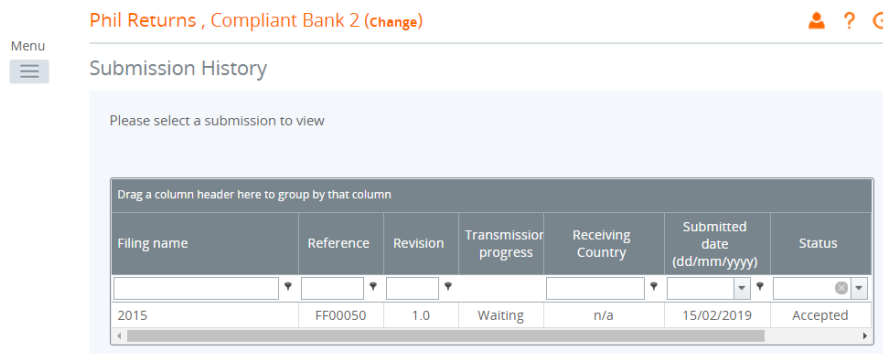 Phil Returns , Compliant Bank 2 (Change)
?
Menu
Submission History
Please select a submission to view
Drag a column header here to group by that column
Filing name Reference Revision Transmission progress Receiving Country Submitted date (dd/mm/yyyy) Status
2015 FF00050 1.0 Waiting n/a 15/02/2019 Accepted